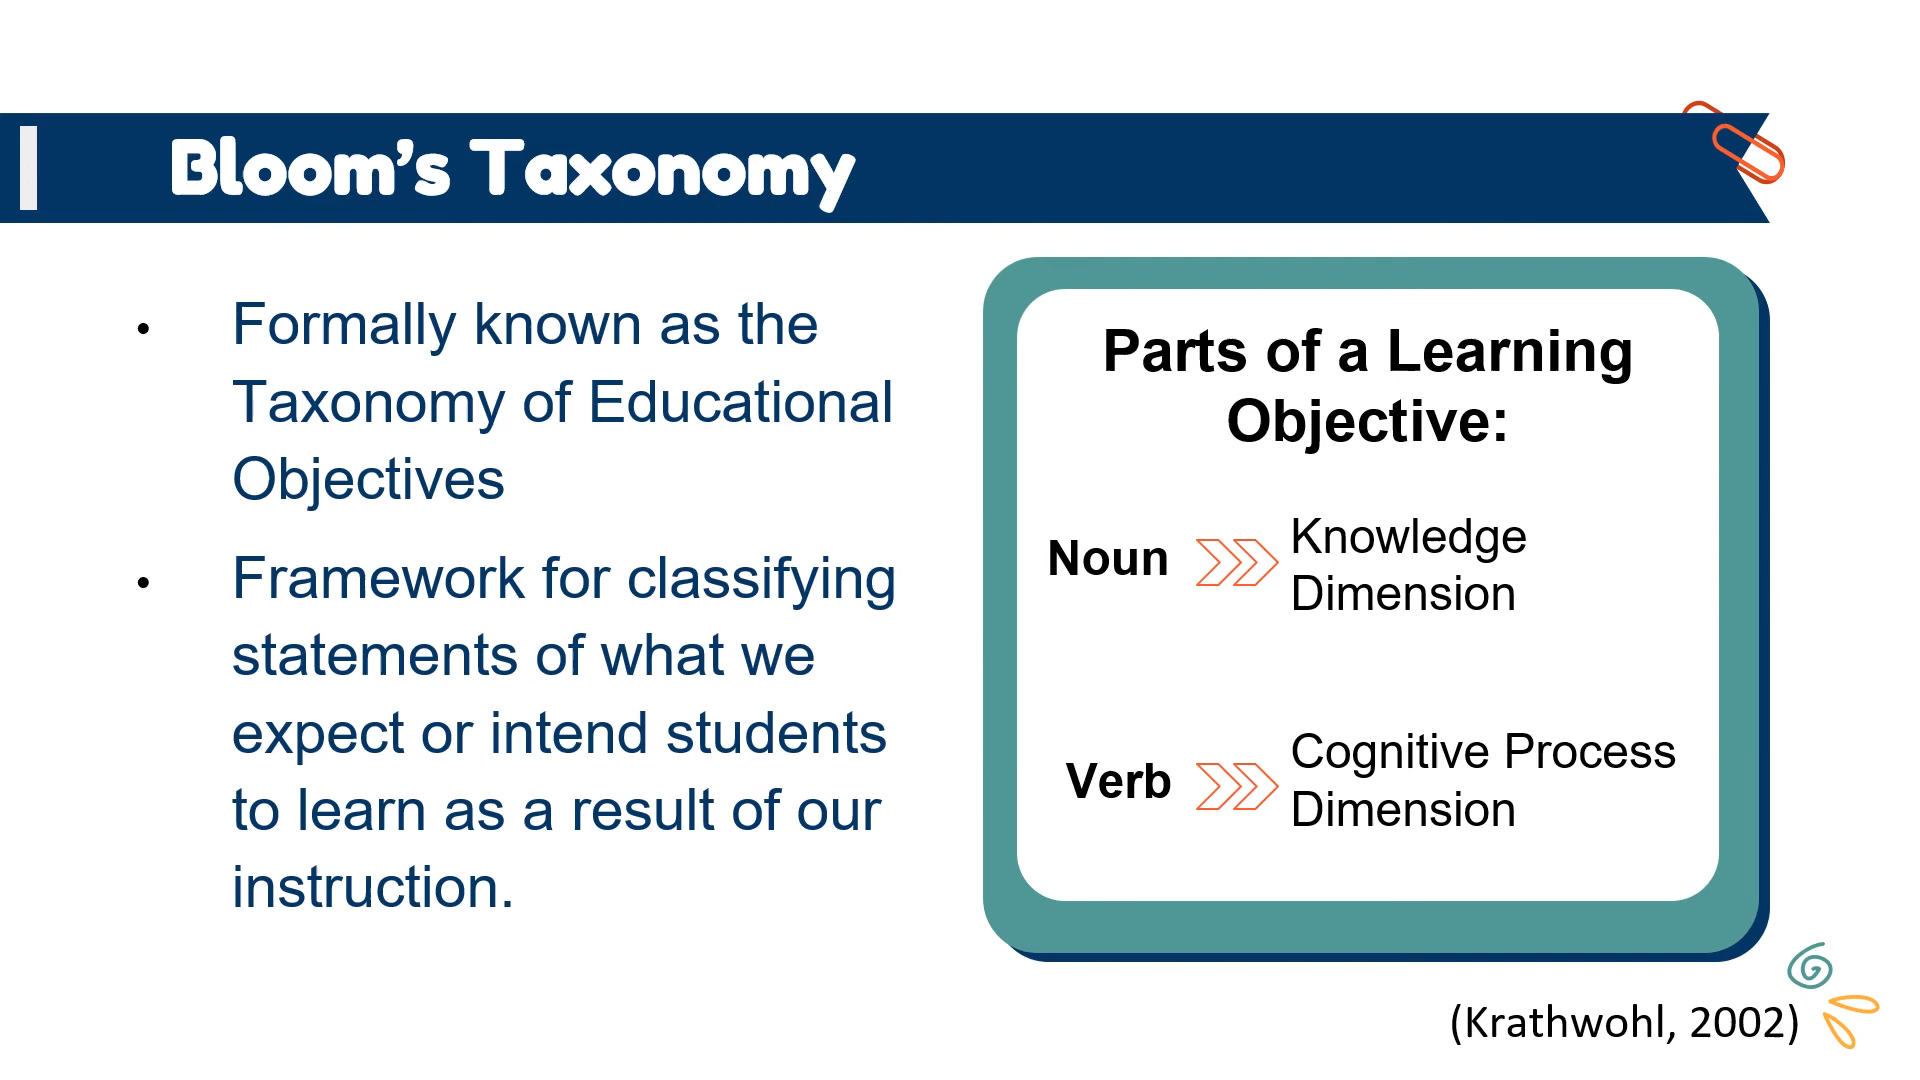 Bloom’s Taxonomy
• Formally known as the
Taxonomy of Educational
Objectives
• Framework for classifying
statements of what we
expect or intend students
to learn as a result of our
instruction.
Parts of a Learning
Objective:
Noun
Knowledge
Dimension
Verb
Cognitive Process
Dimension
(Krathwohl, 2002)